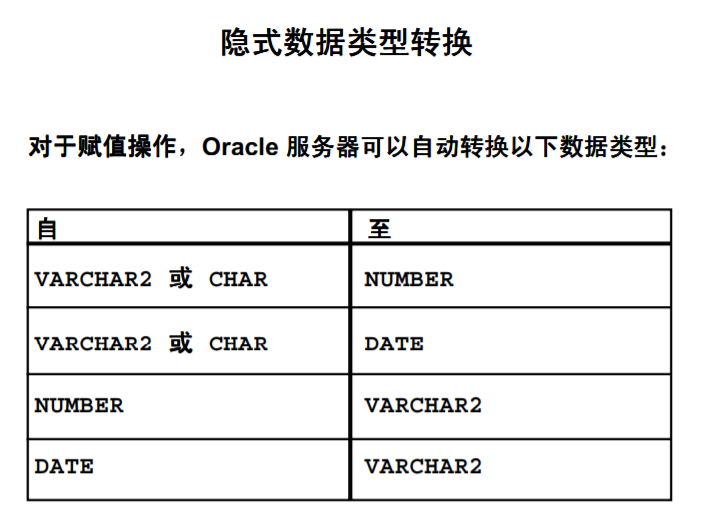 隐式数据类型转换
对于赋值操作，Oracle 服务器可以自动转换以下数据类型：
自 至
VARCHAR2 或 CHAR NUMBER
VARCHAR2 或 CHAR DATE
NUMBER VARCHAR2
DATE VARCHAR2